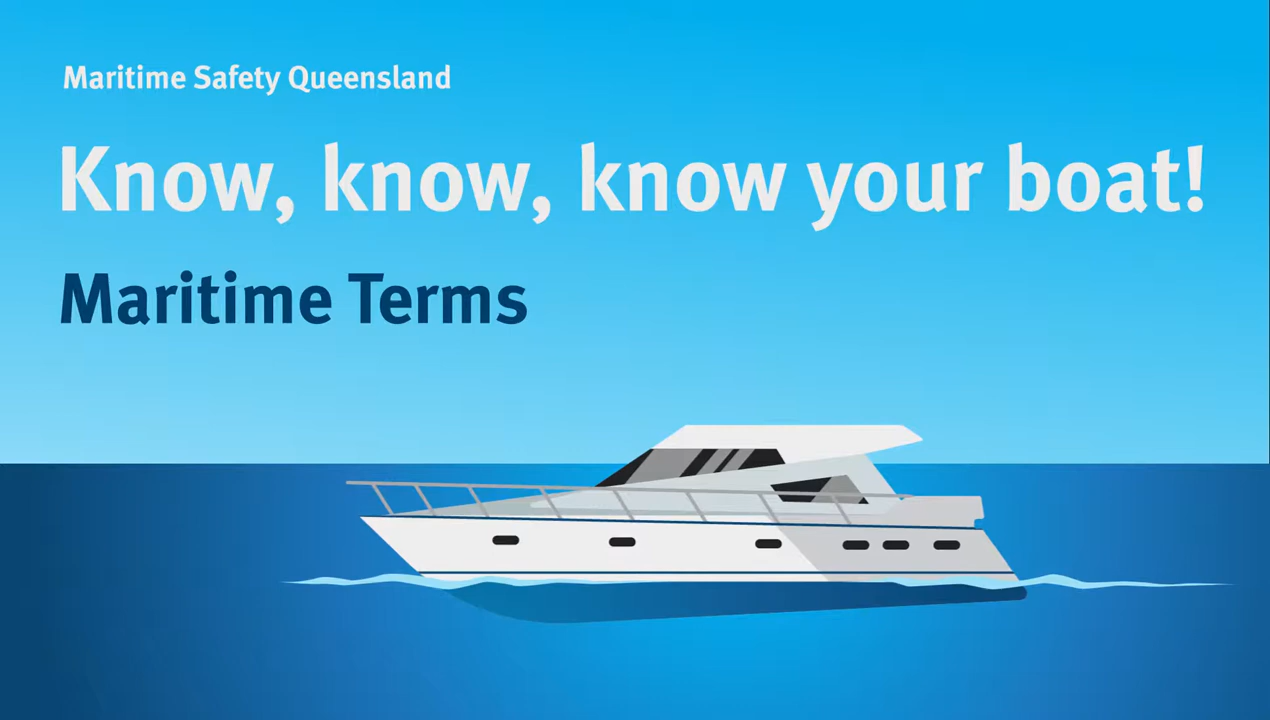 Maritime Safety Queensland
Know, know, know your boat!
Maritime Terms